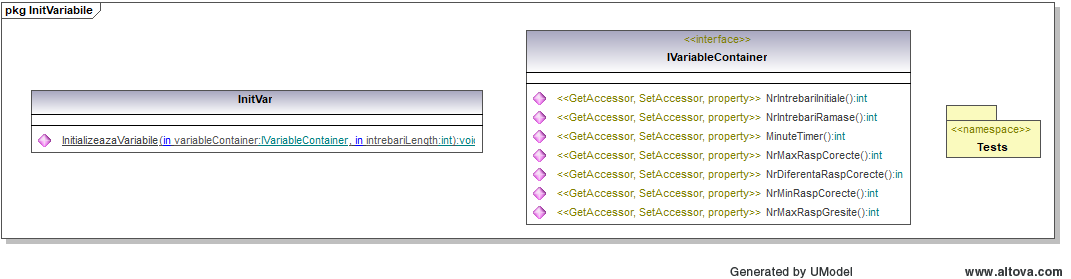 pkg InitVariabile
InitVar
InitializeazaVariabile(in variableContainer:IVariableContainer, in intrebariLength:int):voi
<<interface>>
IVariableContainer
<<GetAccessor, SetAccessor, property>> NrIntrebariInitiale():int
<<GetAccessor, SetAccessor, property>> NrIntrebariRamase():int
<<GetAccessor, SetAccessor, property>> MinuteTimer():int
<<GetAccessor, SetAccessor, property>> NrMaxRaspCorecte():int
<<GetAccessor, SetAccessor, property>> NrDiferentaRaspCorecte():in
<<GetAccessor, SetAccessor, property>> NrMinRaspCorecte():int
<<GetAccessor, SetAccessor, property>> NrMaxRaspGresite():int
<<namespace>>
Tests
Generated by UModel
www.altova.com